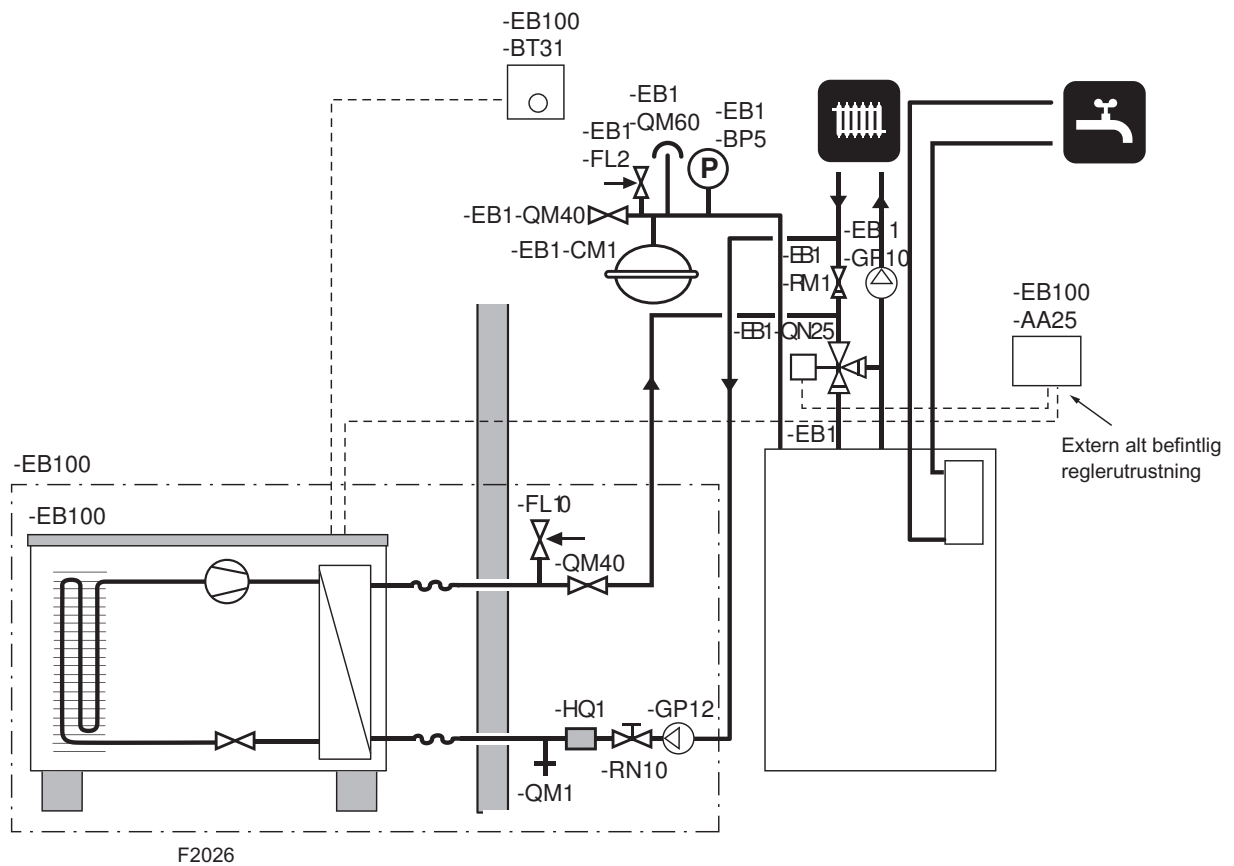 -EB100
-BT31
-EB1
-QM60
-EB1
-BP5
-EB1
-FL2
P
-EB1-QM40
-EB1-CM1
-EB1
-GP10
-EB1
-RM1
-EB1-QN25
-EB100
-AA25
-EB1
Extern alt befintlig
reglerutrustning
-EB100
-EB100
-FL10
-QM40
-HQ1
-GP12
-RN10
-QM1
F2026